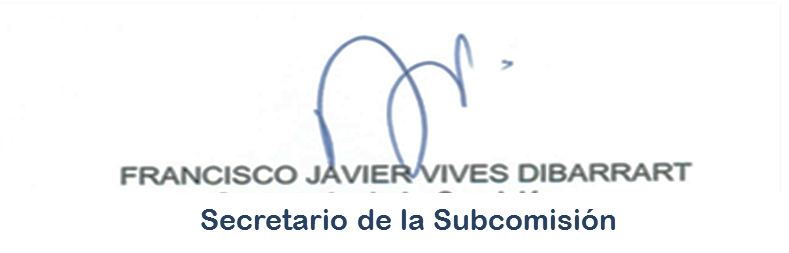 FRANCISCO JAVIER VIVES DIBARRART
Secretario de la Subcomisión